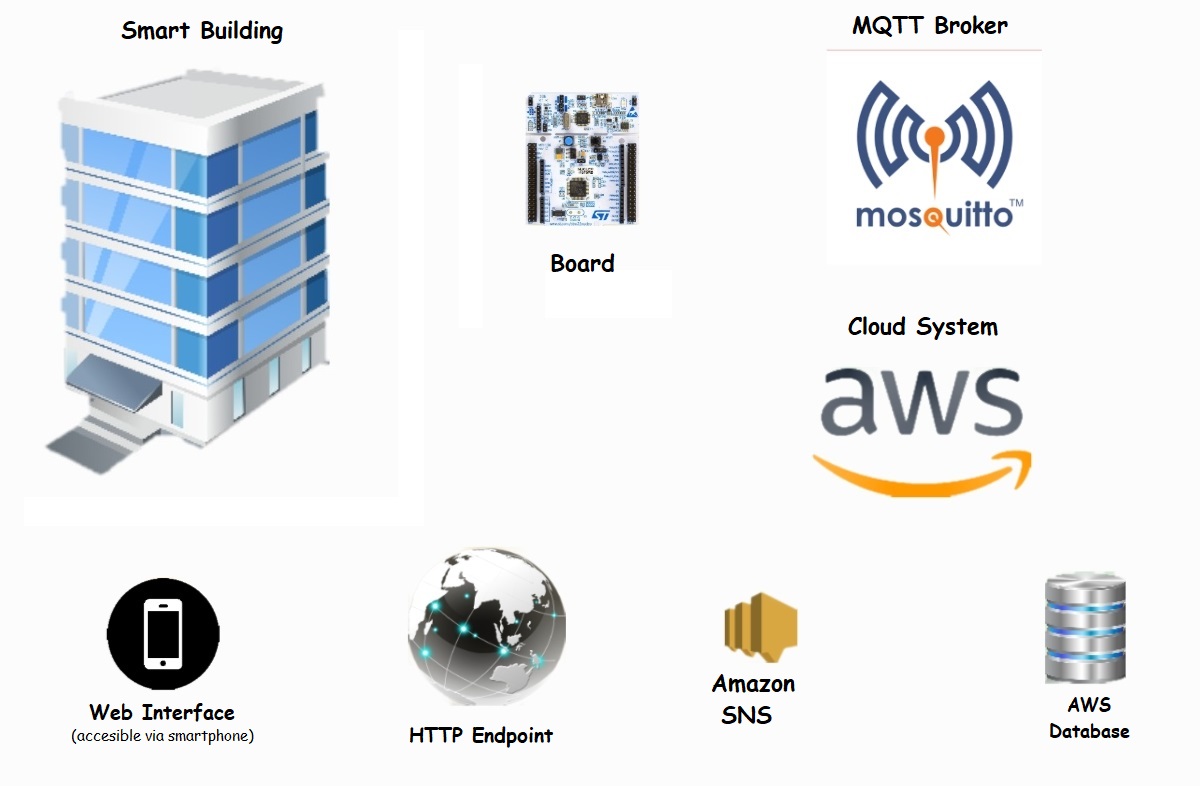 Smart Building
MQTT Broker
mosquitto™
ST
Board
Cloud System
aws
Web Interface
(accesible via smartphone)
HTTP Endpoint
Amazon
SNS
AWS
Database